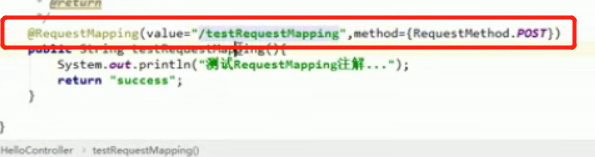 * @return
*/
@RequestMapping(value="/testRequestMapping",method={RequestMethod.POST})
public String testRequestMapping(){
System.out.println("测试RequestMapping注解...");
return "success";
}
}
HelloController › testRequestMapping()